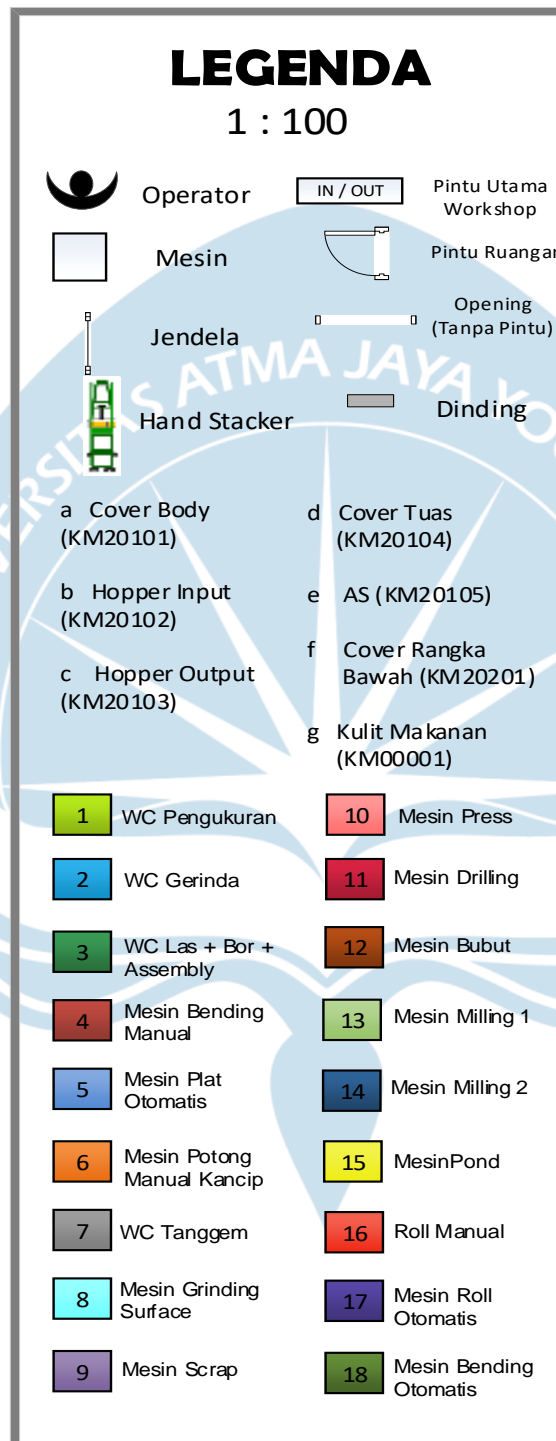 LEGENDA
1 : 100
Operator
IN / OUT
Pintu Utama
Workshop
Mesin
Pintu Ruangan
Jendela
Opening
(Tanpa Pintu)
T
Hand Stacker
Dinding
VERSITAS ATMA JAYA YO
a Cover Body
(KM20101)
b Hopper Input
(KM20102)
c Hopper Output
(KM20103)
d Cover Tuas
(KM20104)
e AS (KM20105)
f Cover Rangka
Bawah (KM20201)
g Kulit Makanan
(KM00001)
1 WC Pengukuran
2 WC Gerinda
3 WC Las + Bor +
Assembly
4 Mesin Bending
Manual
5 Mesin Plat
Otomatis
6 Mesin Potong
Manual Kancip
7 WC Tanggem
8 Mesin Grinding
Surface
9 Mesin Scrap
10 Mesin Press
11 Mesin Drilling
12 Mesin Bubut
13 Mesin Milling 1
14 Mesin Milling 2
15 MesinPond
16 Roll Manual
17 Mesin Roll
Otomatis
18 Mesin Bending
Otomatis